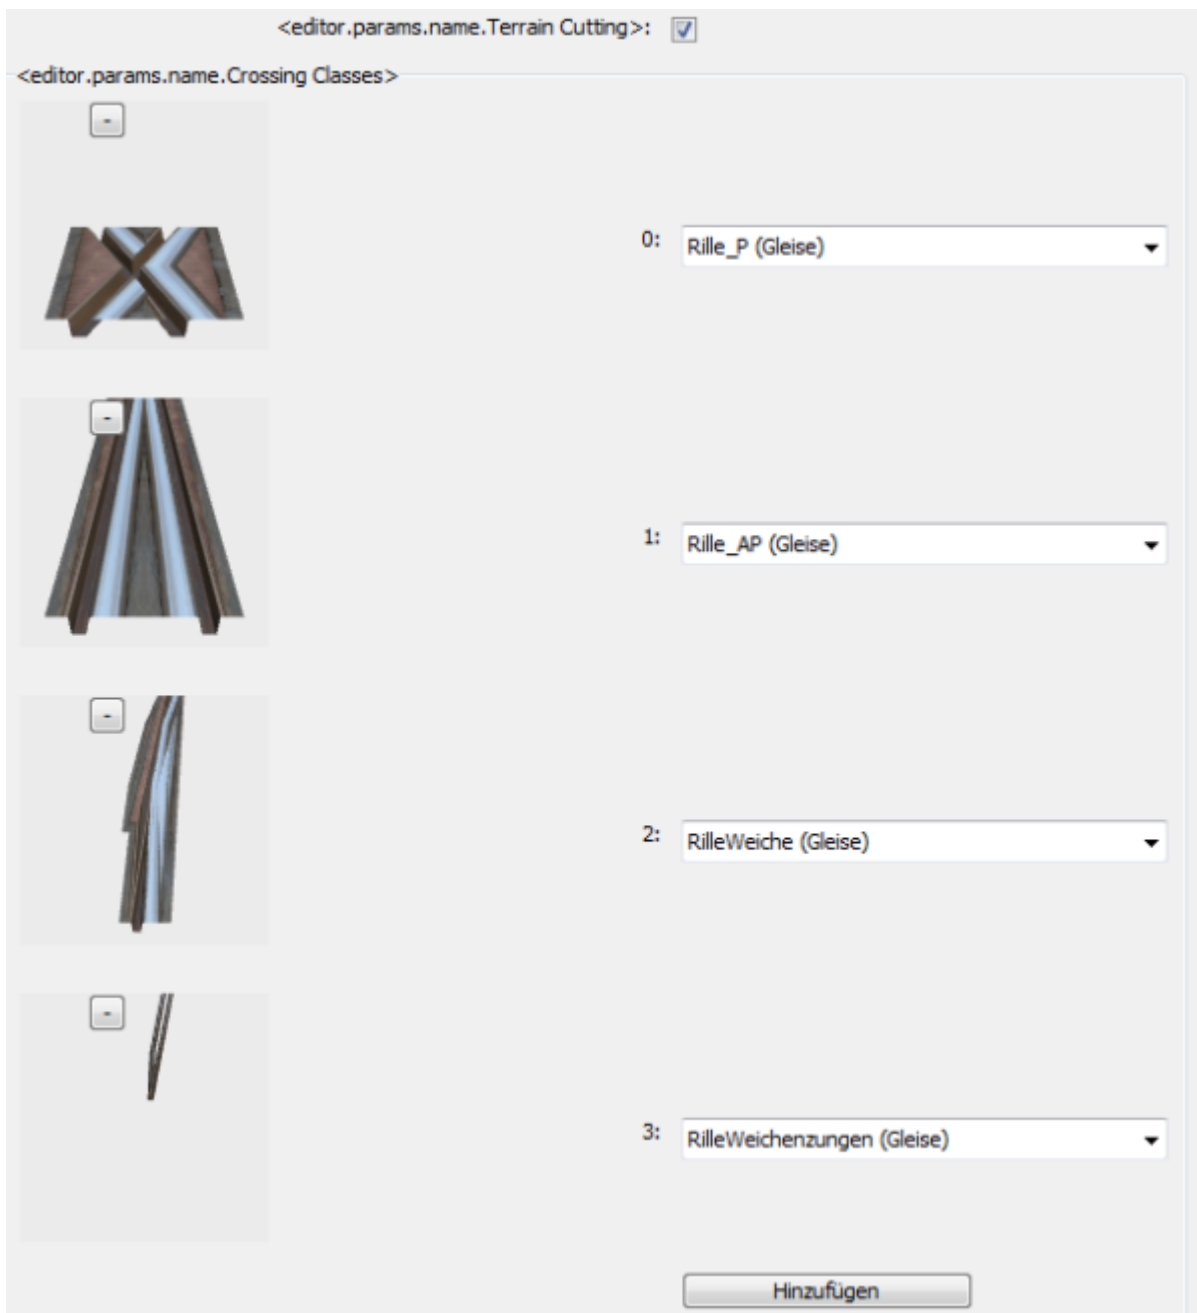 <editor.params.name.Terrain Cutting>:
<editor.params.name.Crossing Classes>
-
0: Rille_P (Gleise)
-
1: Rille_AP (Gleise)
-
2: RilleWeiche (Gleise)
-
3: RilleWeichenzungen (Gleise)
Hinzufügen